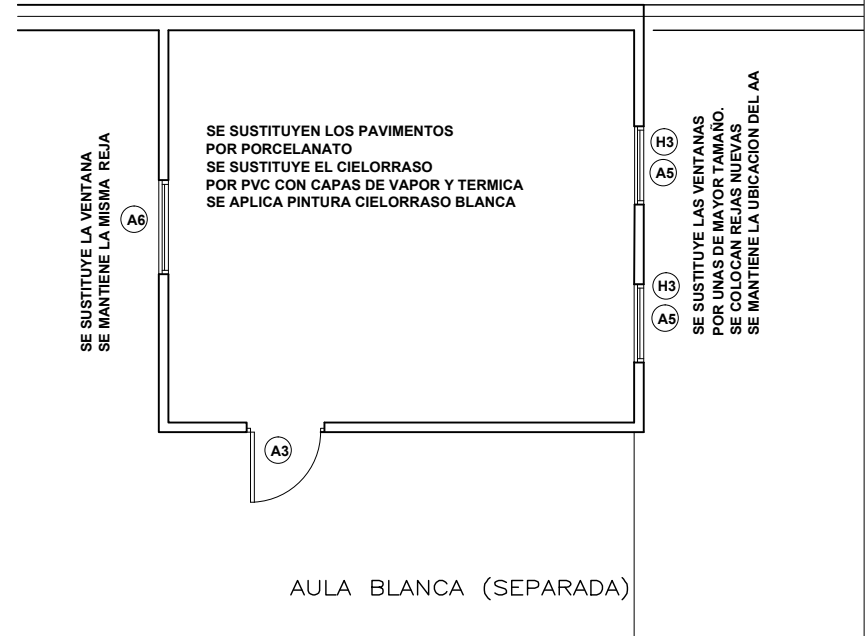 SE SUSTITUYEN LOS PAVIMENTOS
POR PORCELANATO
SE SUSTITUYE EL CIELORRASO
POR PVC CON CAPAS DE VAPOR Y TERMICA
SE APLICA PINTURA CIELORRASO BLANCA
SE SUSTITUYE LA VENTANA
SE MANTIENE LA MISMA REJA
A6
H3
A5
H3
A5
SE SUSTITUYE LAS VENTANAS
POR UNAS DE MAYOR TAMAÑO.
SE COLOCAN REJAS NUEVAS
SE MANTIENE LA UBICACION DEL AA
A3
AULA BLANCA (SEPARADA)